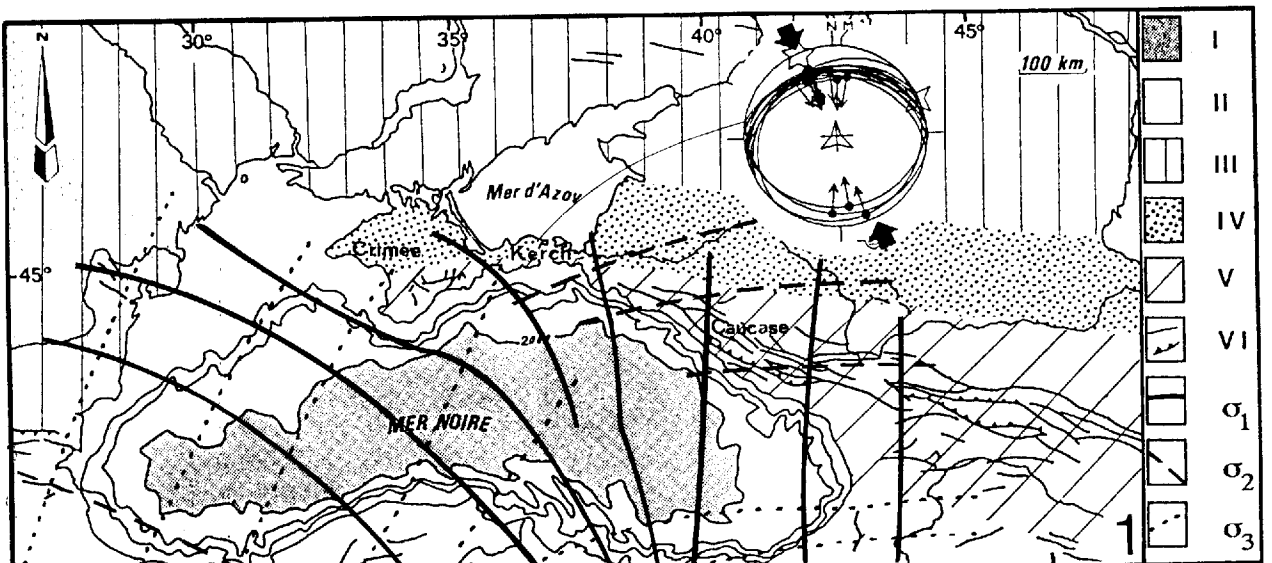 N
30°
35°
40°
N M
45°
100 km
I
II
III
IV
V
VI
σ1
σ2
σ3
Mer d'Azov
Crimée
Kerch
45°
Caucase
MER NOIRE
1